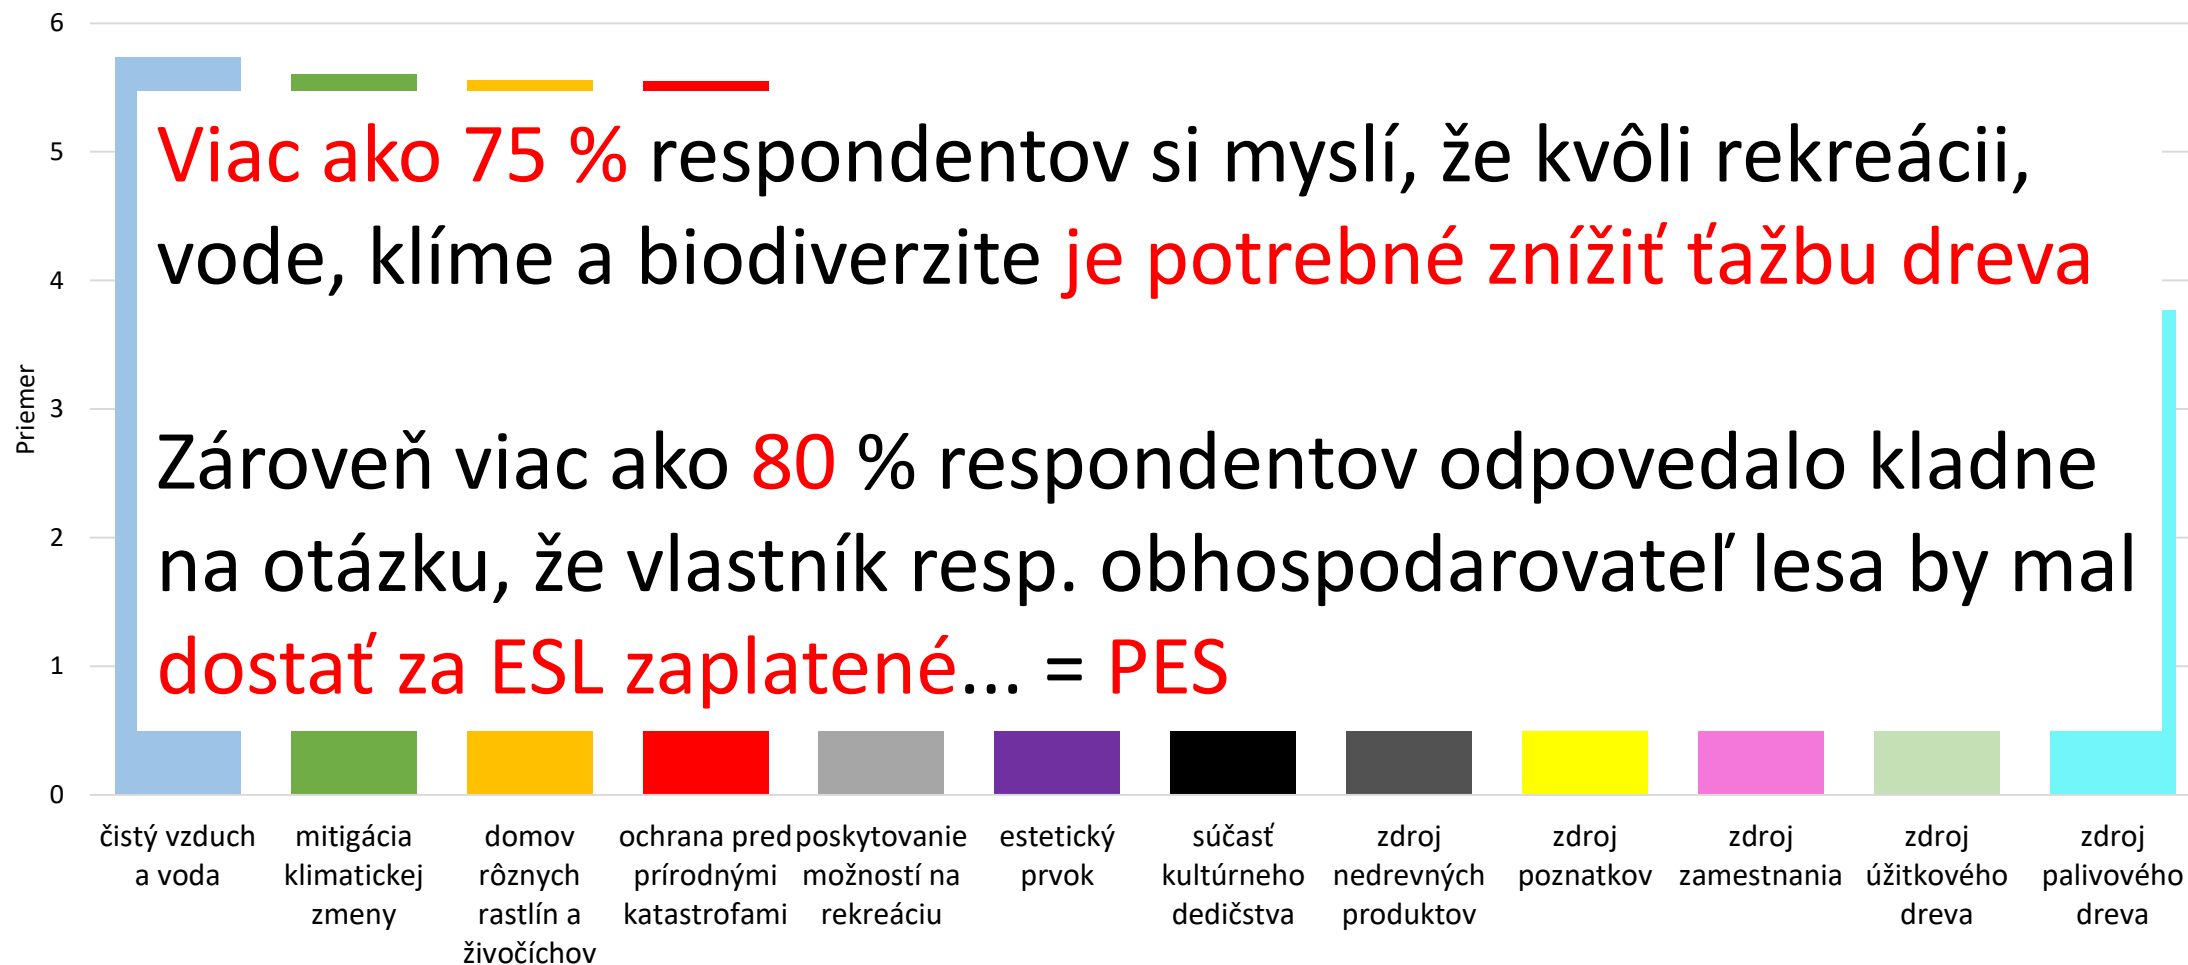 6
5
4
3
2
1
0
Priemer
Viac ako 75 % respondentov si myslí, že kvôli rekreácii,
vode, klíme a biodiverzite je potrebné znížiť ťažbu dreva
Zároveň viac ako 80 % respondentov odpovedalo kladne
na otázku, že vlastník resp. obhospodarovateľ lesa by mal
dostať za ESL zaplatené... = PES
čistý vzduch
a voda
mitigácia
klimatickej
zmeny
domov
rôznych
rastlín a
živočíchov
ochrana pred
prírodnými
katastrofami
poskytovanie
možností na
rekreáciu
estetický
prvok
súčasť
kultúrneho
dedičstva
zdroj
nedrevných
produktov
zdroj
poznatkov
zdroj
zamestnania
zdroj
úžitkového
dreva
zdroj
palivového
dreva